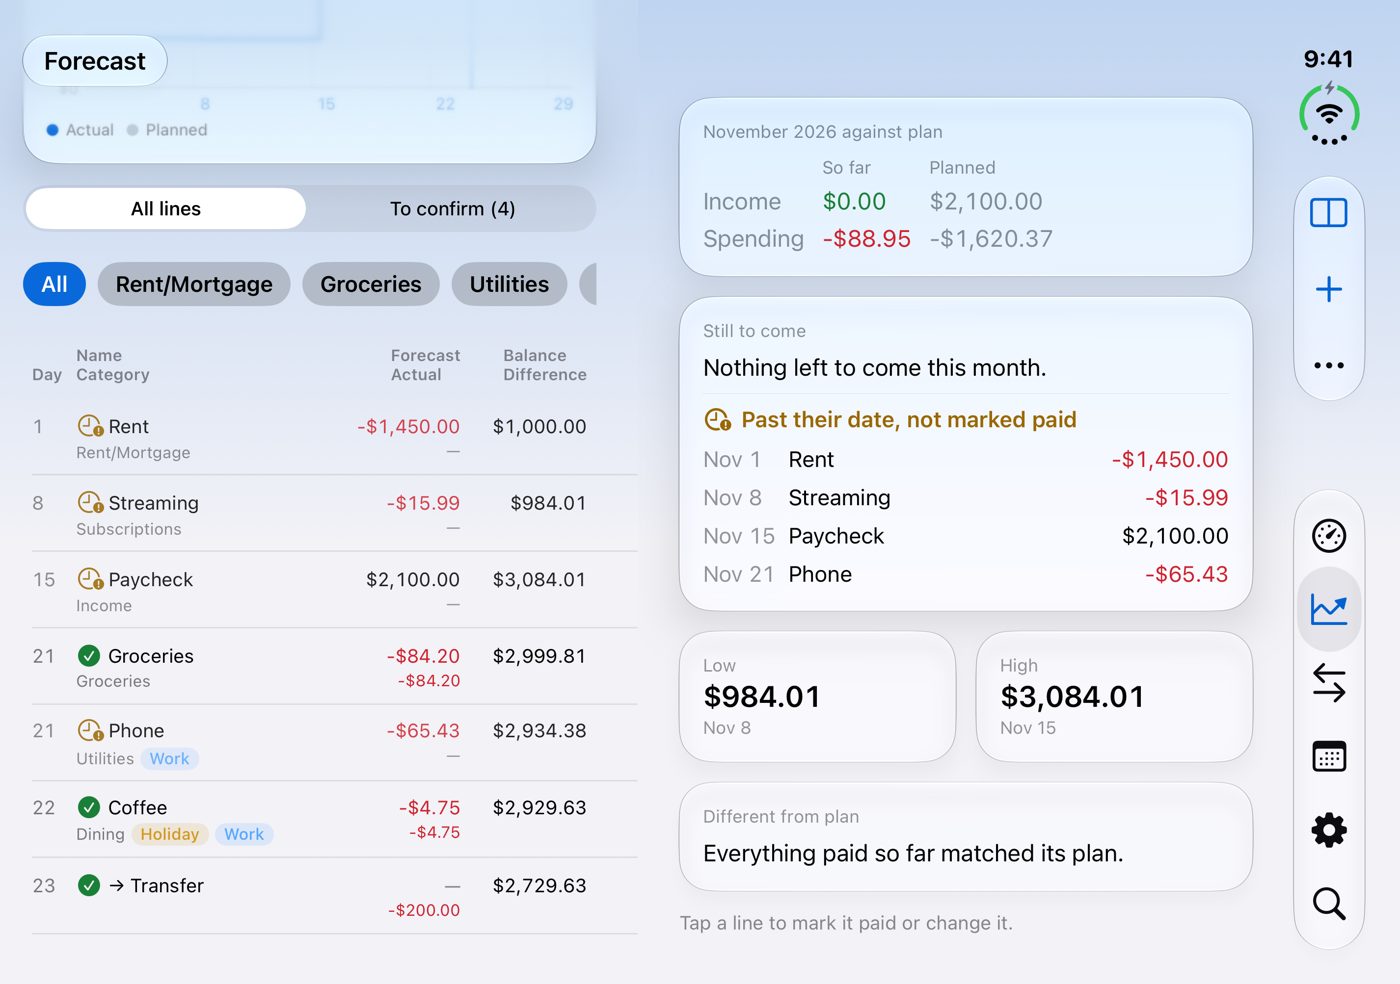 Forecast
$0
8 15 22 29
Actual Planned
All lines To confirm (4)
All Rent/Mortgage Groceries Utilities
Day Name Category Forecast Actual Balance Difference
1 Rent -$1,450.00 $1,000.00
Rent/Mortgage —
8 Streaming -$15.99 $984.01
Subscriptions —
15 Paycheck $2,100.00 $3,084.01
Income —
21 Groceries -$84.20 $2,999.81
Groceries -$84.20
21 Phone -$65.43 $2,934.38
Utilities Work —
22 Coffee -$4.75 $2,929.63
Dining Holiday Work -$4.75
23 → Transfer — $2,729.63
-$200.00
November 2026 against plan
So far Planned
Income $0.00 $2,100.00
Spending -$88.95 -$1,620.37
Still to come
Nothing left to come this month.
Past their date, not marked paid
Nov 1 Rent -$1,450.00
Nov 8 Streaming -$15.99
Nov 15 Paycheck $2,100.00
Nov 21 Phone -$65.43
Low
$984.01
Nov 8
High
$3,084.01
Nov 15
Different from plan
Everything paid so far matched its plan.
Tap a line to mark it paid or change it.
9:41